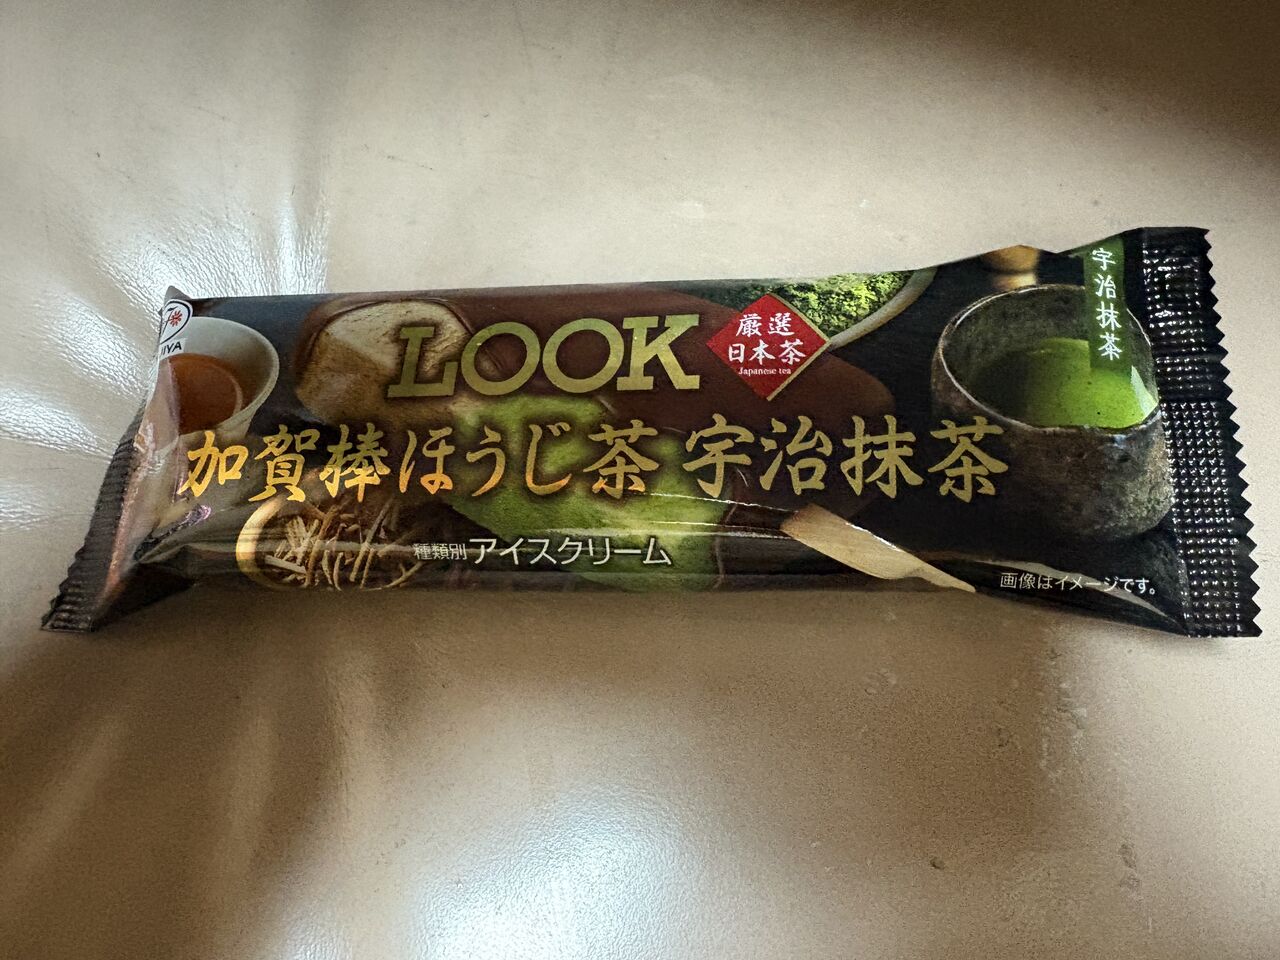 LOOK
厳選
日本茶
Japanese tea
加賀棒ほうじ茶 宇治抹茶
種類別 アイスクリーム
宇治抹茶
画像はイメージです。